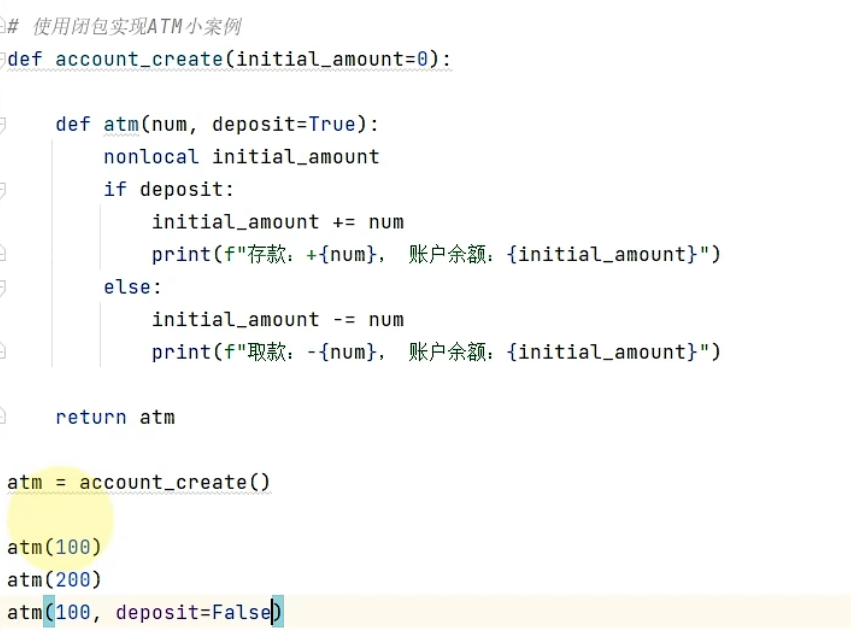 # 使用闭包实现ATM小案例
def account_create(initial_amount=0):
def atm(num, deposit=True):
nonlocal initial_amount
if deposit:
initial_amount += num
print(f"存款：+{num}， 账户余额：{initial_amount}")
else:
initial_amount -= num
print(f"取款：-{num}， 账户余额：{initial_amount}")
return atm
atm = account_create()
atm(100)
atm(200)
atm(100, deposit=False)